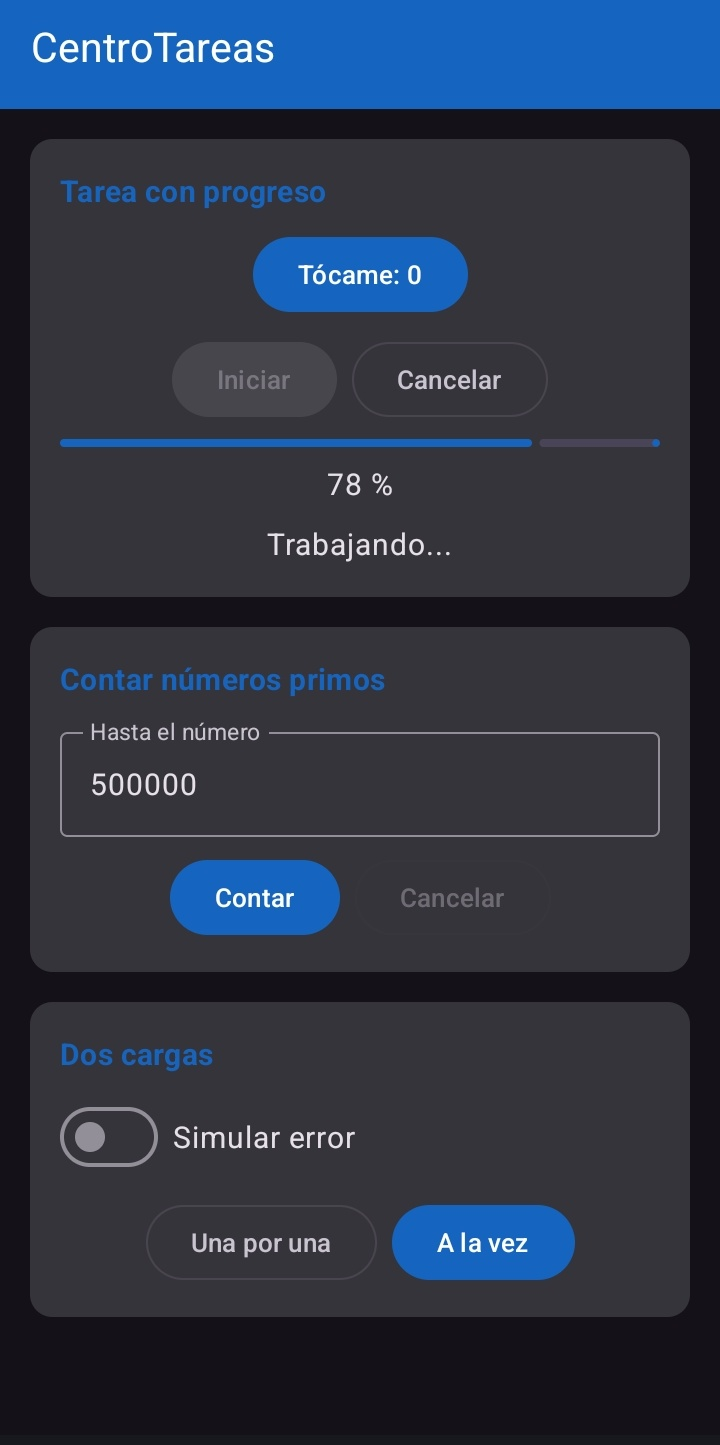 CentroTareas
Tarea con progreso
Tócame: 0
Iniciar Cancelar
78 %
Trabajando...
Contar números primos
Hasta el número
500000
Contar Cancelar
Dos cargas
Simular error
Una por una A la vez